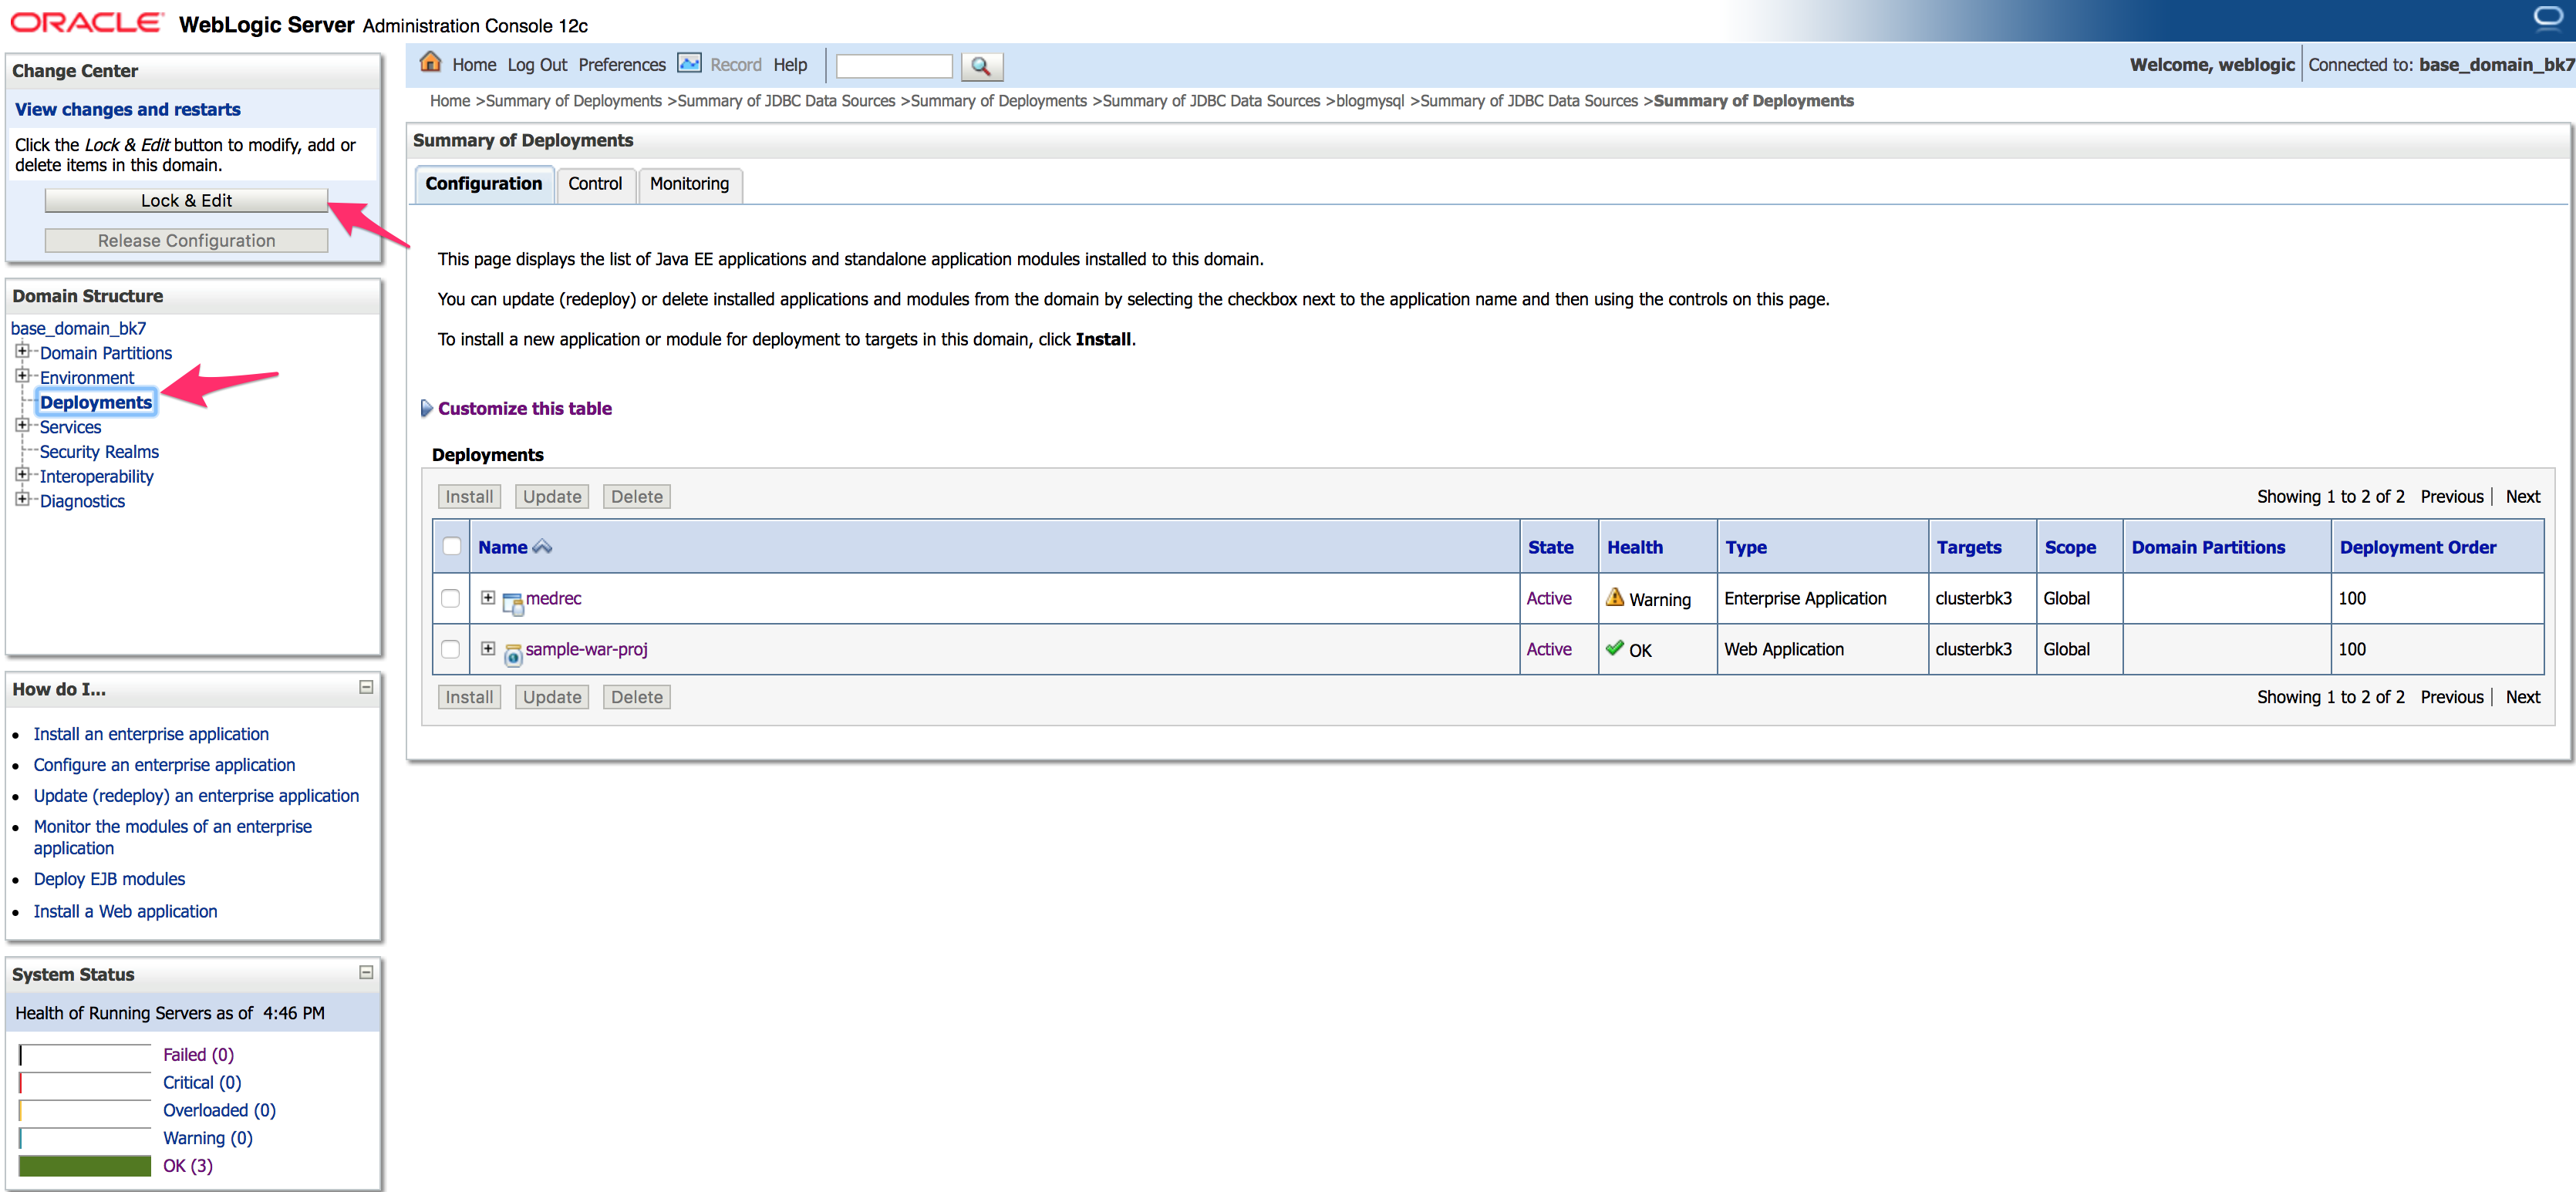 ORACLE WebLogic Server Administration Console 12c
Change Center
View changes and restarts
Click the Lock & Edit button to modify, add or
delete items in this domain.
Lock & Edit
Release Configuration
Domain Structure
base_domain_bk7
Domain Partitions
Environment
Deployments
Services
Security Realms
Interoperability
Diagnostics
How do I...
Install an enterprise application
Configure an enterprise application
Update (redeploy) an enterprise application
Monitor the modules of an enterprise
application
Deploy EJB modules
Install a Web application
System Status
Health of Running Servers as of 4:46 PM
Failed (0)
Critical (0)
Overloaded (0)
Warning (0)
OK (3)
Home Log Out Preferences Record Help
Welcome, weblogic Connected to: base_domain_bk7
Home >Summary of Deployments >Summary of JDBC Data Sources >Summary of Deployments >Summary of JDBC Data Sources >blogmysql >Summary of JDBC Data Sources >Summary of Deployments
Summary of Deployments
Configuration Control Monitoring
This page displays the list of Java EE applications and standalone application modules installed to this domain.
You can update (redeploy) or delete installed applications and modules from the domain by selecting the checkbox next to the application name and then using the controls on this page.
To install a new application or module for deployment to targets in this domain, click Install.
Customize this table
Deployments
Install Update Delete Showing 1 to 2 of 2 Previous | Next
Name State Health Type Targets Scope Domain Partitions Deployment Order
medrec Active Warning Enterprise Application clusterbk3 Global 100
sample-war-proj Active OK Web Application clusterbk3 Global 100
Install Update Delete Showing 1 to 2 of 2 Previous | Next